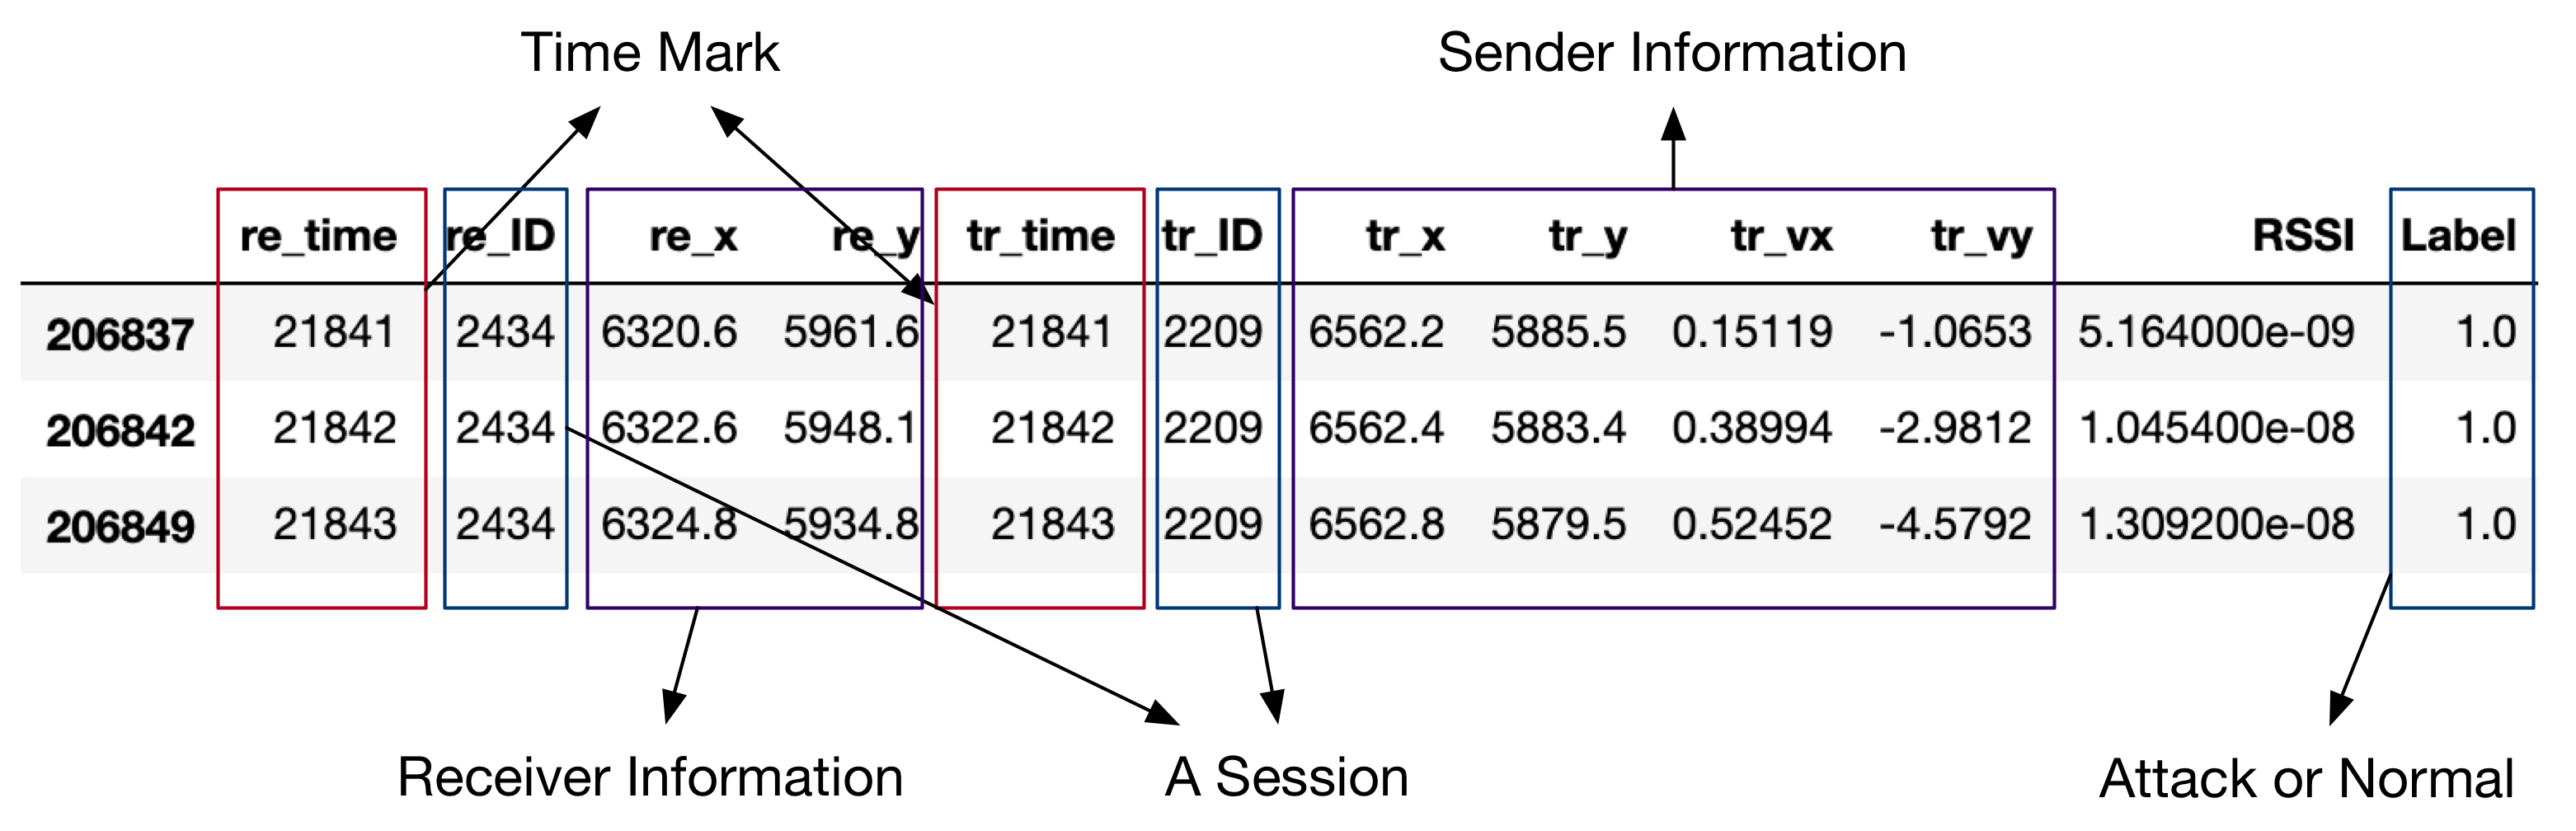 Time Mark Sender Information
re_time re_ID re_x re_y tr_time tr_ID tr_x tr_y tr_vx tr_vy RSSI Label
206837 21841 2434 6320.6 5961.6 21841 2209 6562.2 5885.5 0.15119 -1.0653 5.164000e-09 1.0
206842 21842 2434 6322.6 5948.1 21842 2209 6562.4 5883.4 0.38994 -2.9812 1.045400e-08 1.0
206849 21843 2434 6324.8 5934.8 21843 2209 6562.8 5879.5 0.52452 -4.5792 1.309200e-08 1.0
Receiver Information A Session Attack or Normal